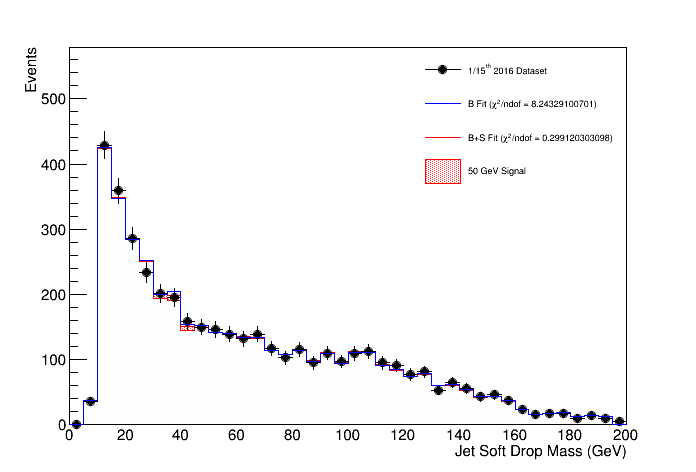 Events
500
400
300
200
100
0
0 20 40 60 80 100 120 140 160 180 200
Jet Soft Drop Mass (GeV)
1/15th 2016 Dataset
B Fit (χ²/ndof = 8.24329100701)
B+S Fit (χ²/ndof = 0.299120303098)
50 GeV Signal